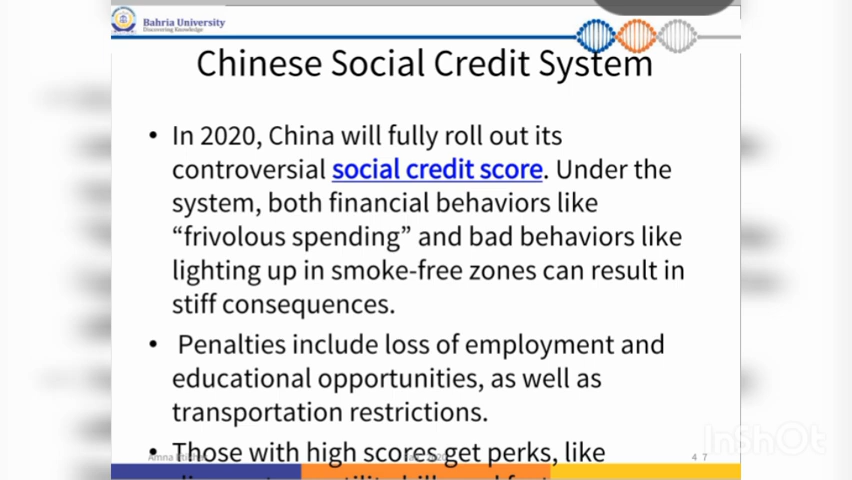 Bahria University
Discovering Knowledge
Chinese Social Credit System
• In 2020, China will fully roll out its
controversial social credit score. Under the
system, both financial behaviors like
“frivolous spending” and bad behaviors like
lighting up in smoke-free zones can result in
stiff consequences.
• Penalties include loss of employment and
educational opportunities, as well as
transportation restrictions.
• Those with high scores get perks, like
Amna
47
InShOt